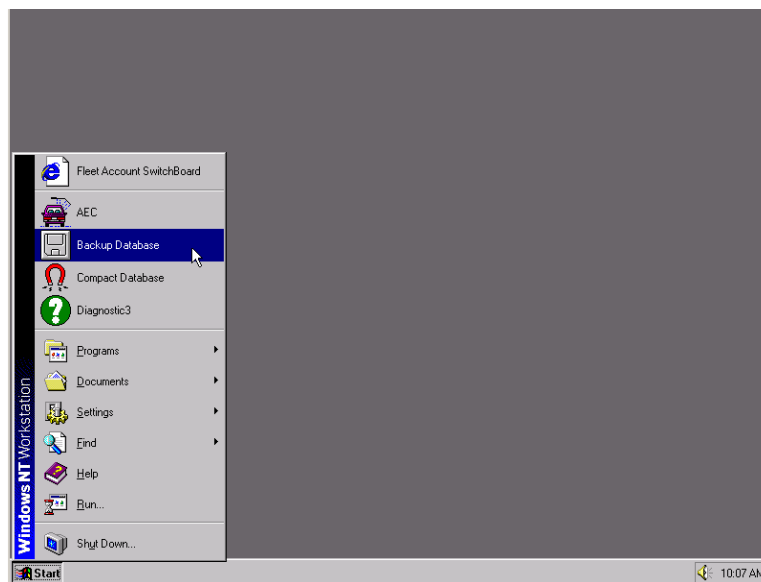 Fleet Account SwitchBoard
AEC
Backup Database
Compact Database
Diagnostic3
Programs
Documents
Settings
Find
Help
Run...
Shut Down...
Windows NT Workstation
Start
10:07 AM